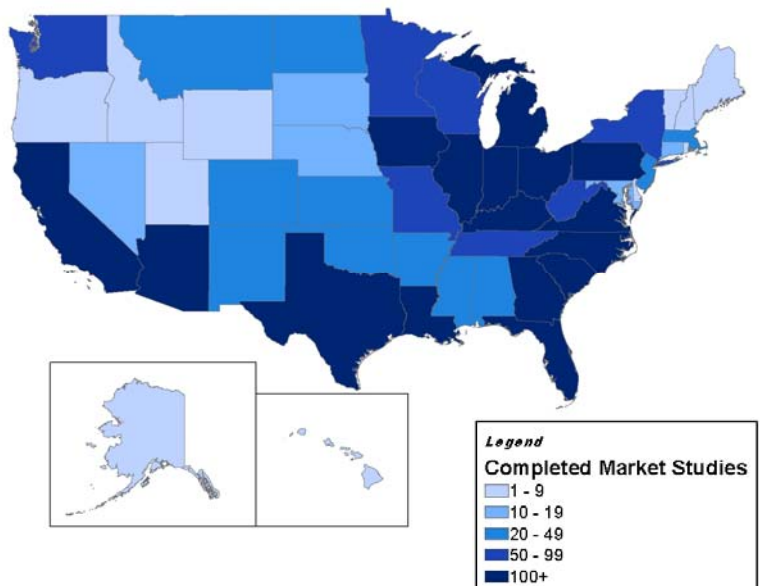 Legend
Completed Market Studies
1 - 9
10 - 19
20 - 49
50 - 99
100+